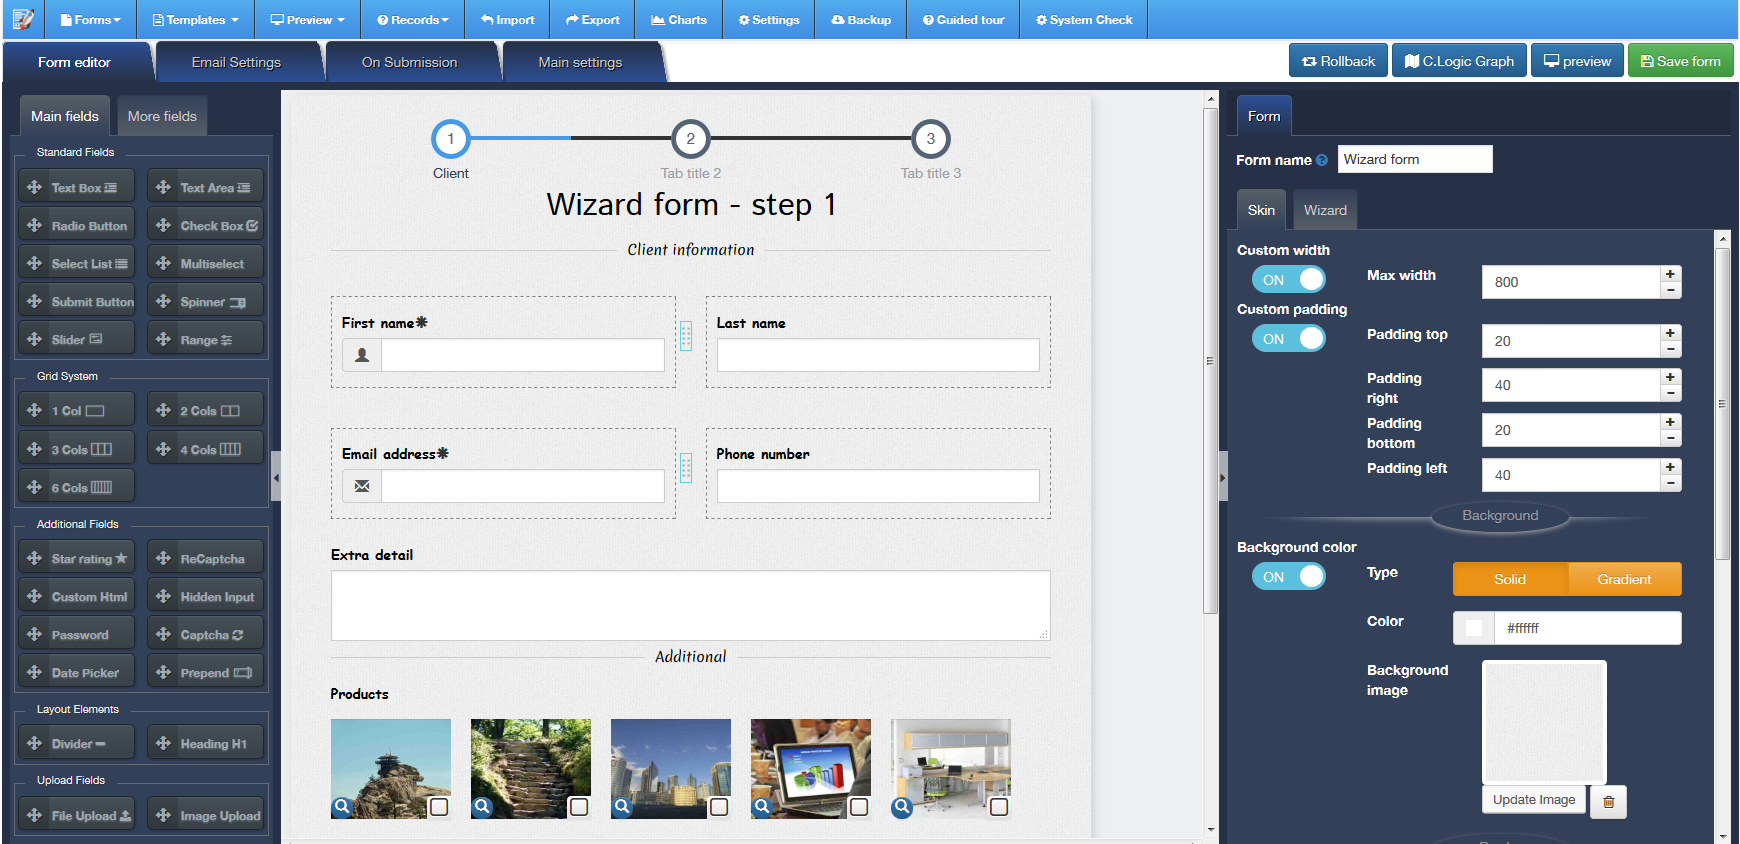 Forms
Templates
Preview
Records
Import
Export
Charts
Settings
Backup
Guided tour
System Check
Form editor
Email Settings
On Submission
Main settings
Rollback
C.Logic Graph
preview
Save form
Main fields
More fields
Standard Fields
Text Box
Text Area
Radio Button
Check Box
Select List
Multiselect
Submit Button
Spinner
Slider
Range
Grid System
1 Col
2 Cols
3 Cols
4 Cols
6 Cols
Additional Fields
Star rating
ReCaptcha
Custom Html
Hidden Input
Password
Captcha
Date Picker
Prepend
Layout Elements
Divider
Heading H1
Upload Fields
File Upload
Image Upload
1
2
3
Client
Tab title 2
Tab title 3
Wizard form - step 1
Client information
First name✱
Last name
Email address✱
Phone number
Extra detail
Additional
Products
Form
Form name
Wizard form
Skin
Wizard
Custom width
ON
Max width
800
Custom padding
ON
Padding top
20
Padding
right
40
Padding
bottom
20
Padding left
40
Background
Background color
ON
Type
Solid
Gradient
Color
#ffffff
Background
image
Update Image